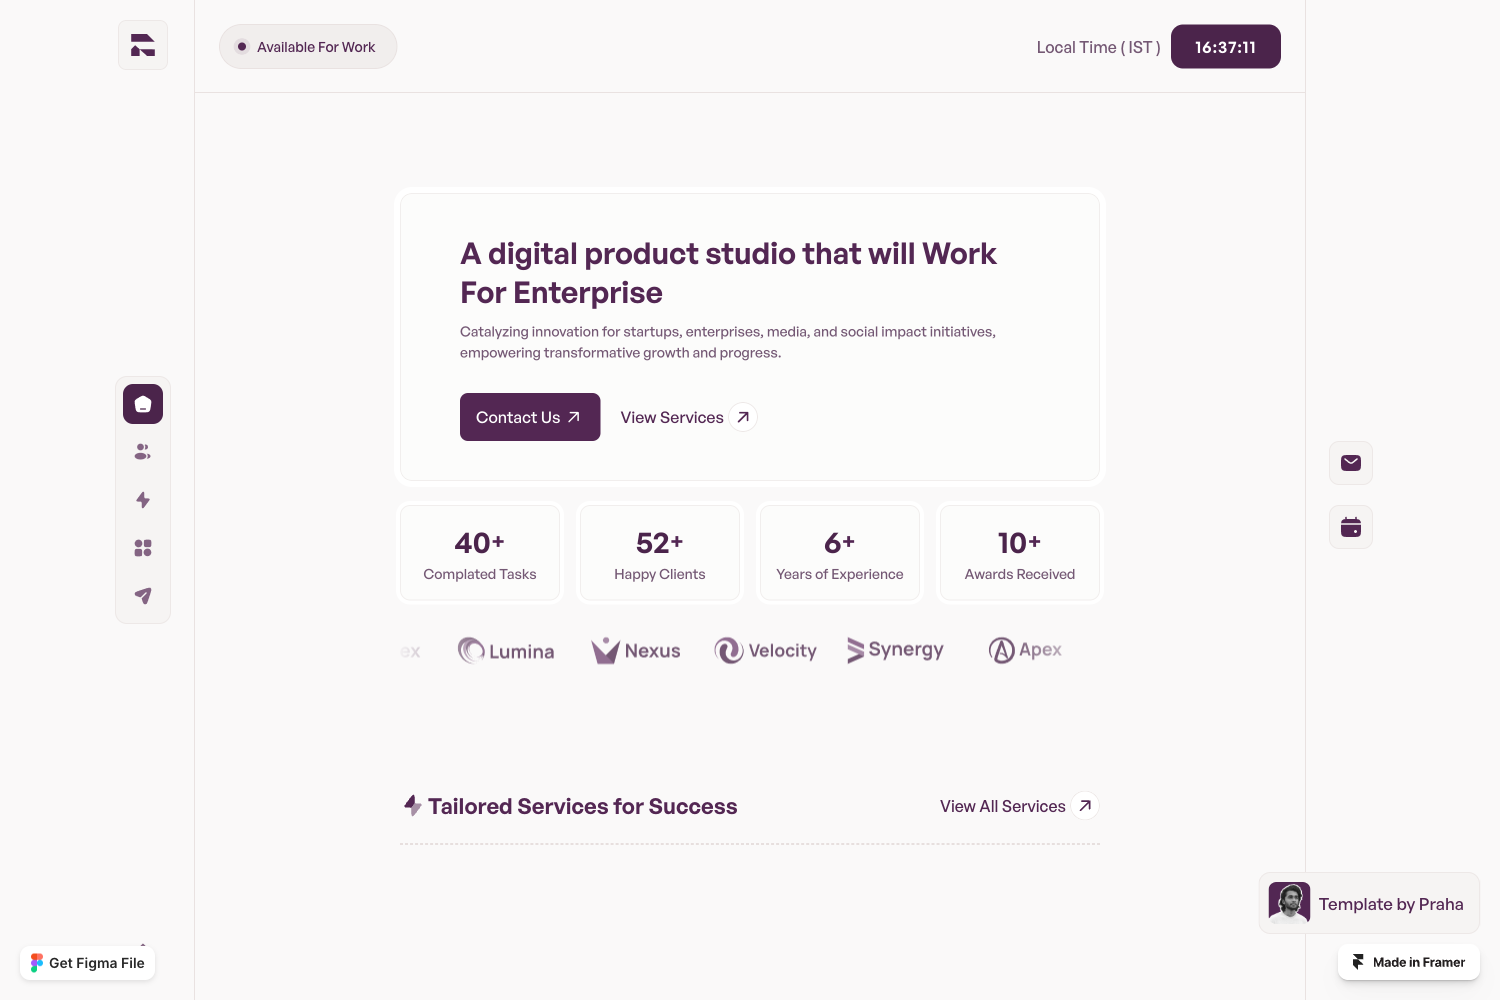 Available For Work
Local Time ( IST )
16:37:11
A digital product studio that will Work
For Enterprise
Catalyzing innovation for startups, enterprises, media, and social impact initiatives,
empowering transformative growth and progress.
Contact Us
View Services
40+
Complated Tasks
52+
Happy Clients
6+
Years of Experience
10+
Awards Received
ex
Lumina
Nexus
Velocity
Synergy
Apex
Tailored Services for Success
View All Services
Template by Praha
Get Figma File
Made in Framer